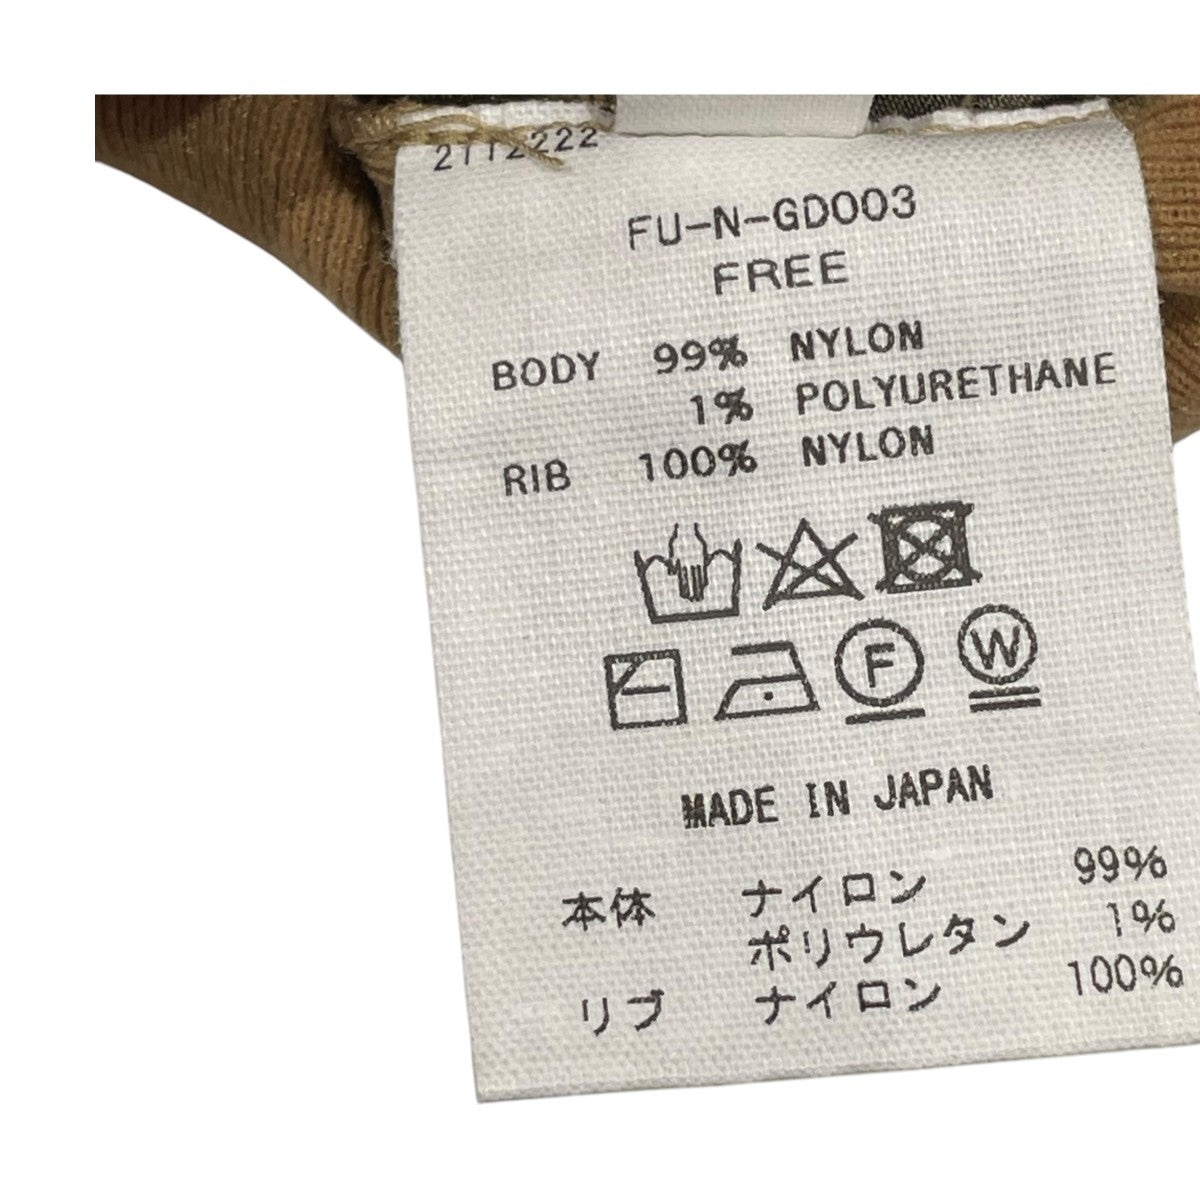 FU-N-GD003
FREE
BODY 99% NYLON
1% POLYURETHANE
RIB 100% NYLON
F W
MADE IN JAPAN
本体 ナイロン 99%
ポリウレタン 1%
リブ ナイロン 100%